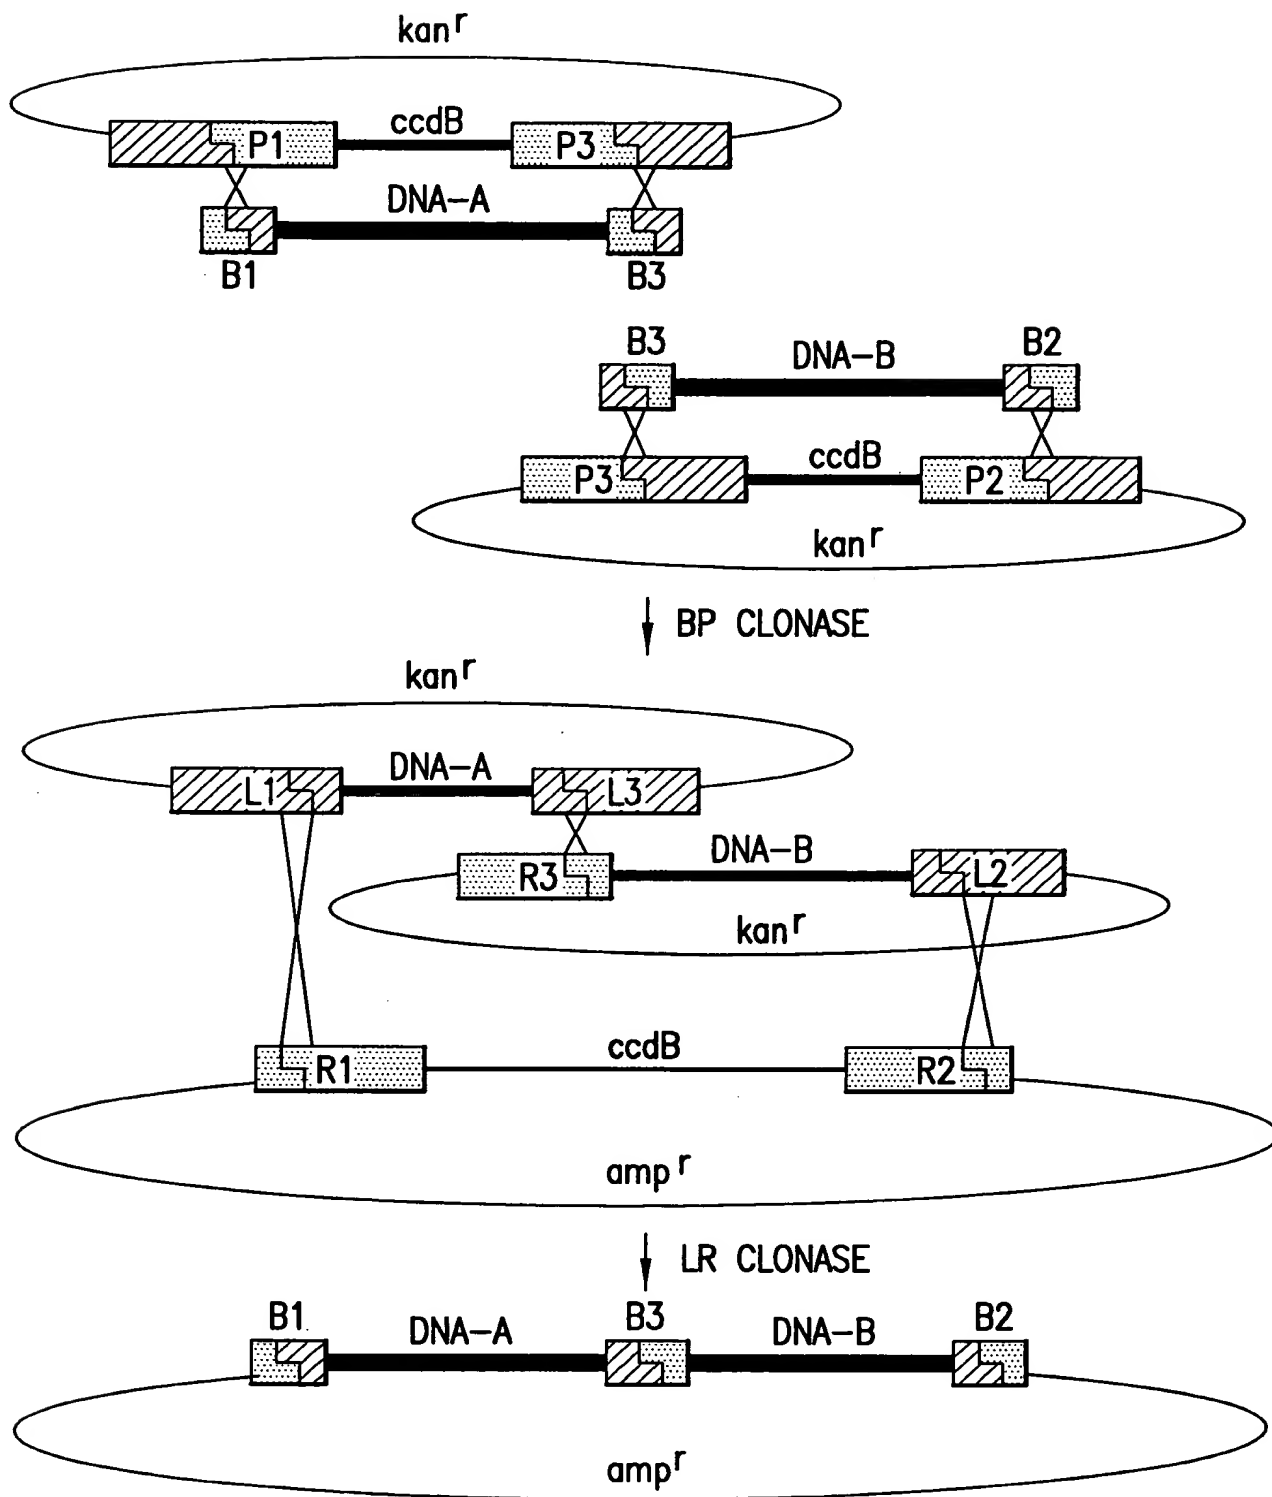 kanʳ
ccdB
P1 P3
DNA-A
B1 B3
B3 DNA-B B2
ccdB
P3 P2
kanʳ
BP CLONASE
kanʳ
DNA-A
L1 L3
DNA-B
R3 L2
kanʳ
ccdB
R1 R2
ampʳ
LR CLONASE
B1 DNA-A B3 DNA-B B2
ampʳ